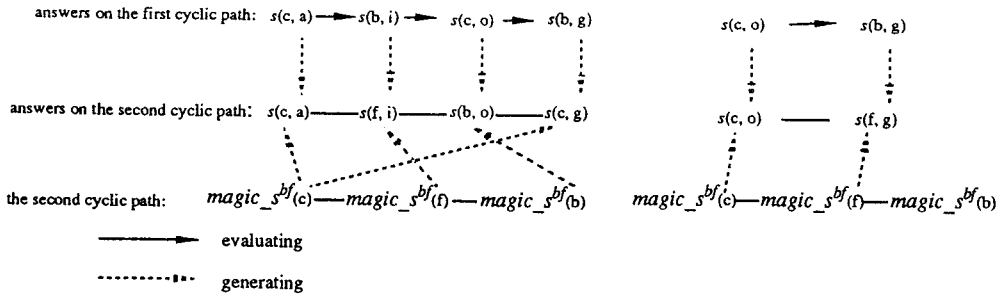 answers on the first cyclic path: s(c, a) s(b, i) s(c, o) s(b, g) s(c, o) s(b, g)
answers on the second cyclic path: s(c, a) s(f, i) s(b, o) s(c, g) s(c, o) s(f, g)
the second cyclic path: magic_s^bf(c) magic_s^bf(f) magic_s^bf(b) magic_s^bf(c) magic_s^bf(f) magic_s^bf(b)
evaluating
generating